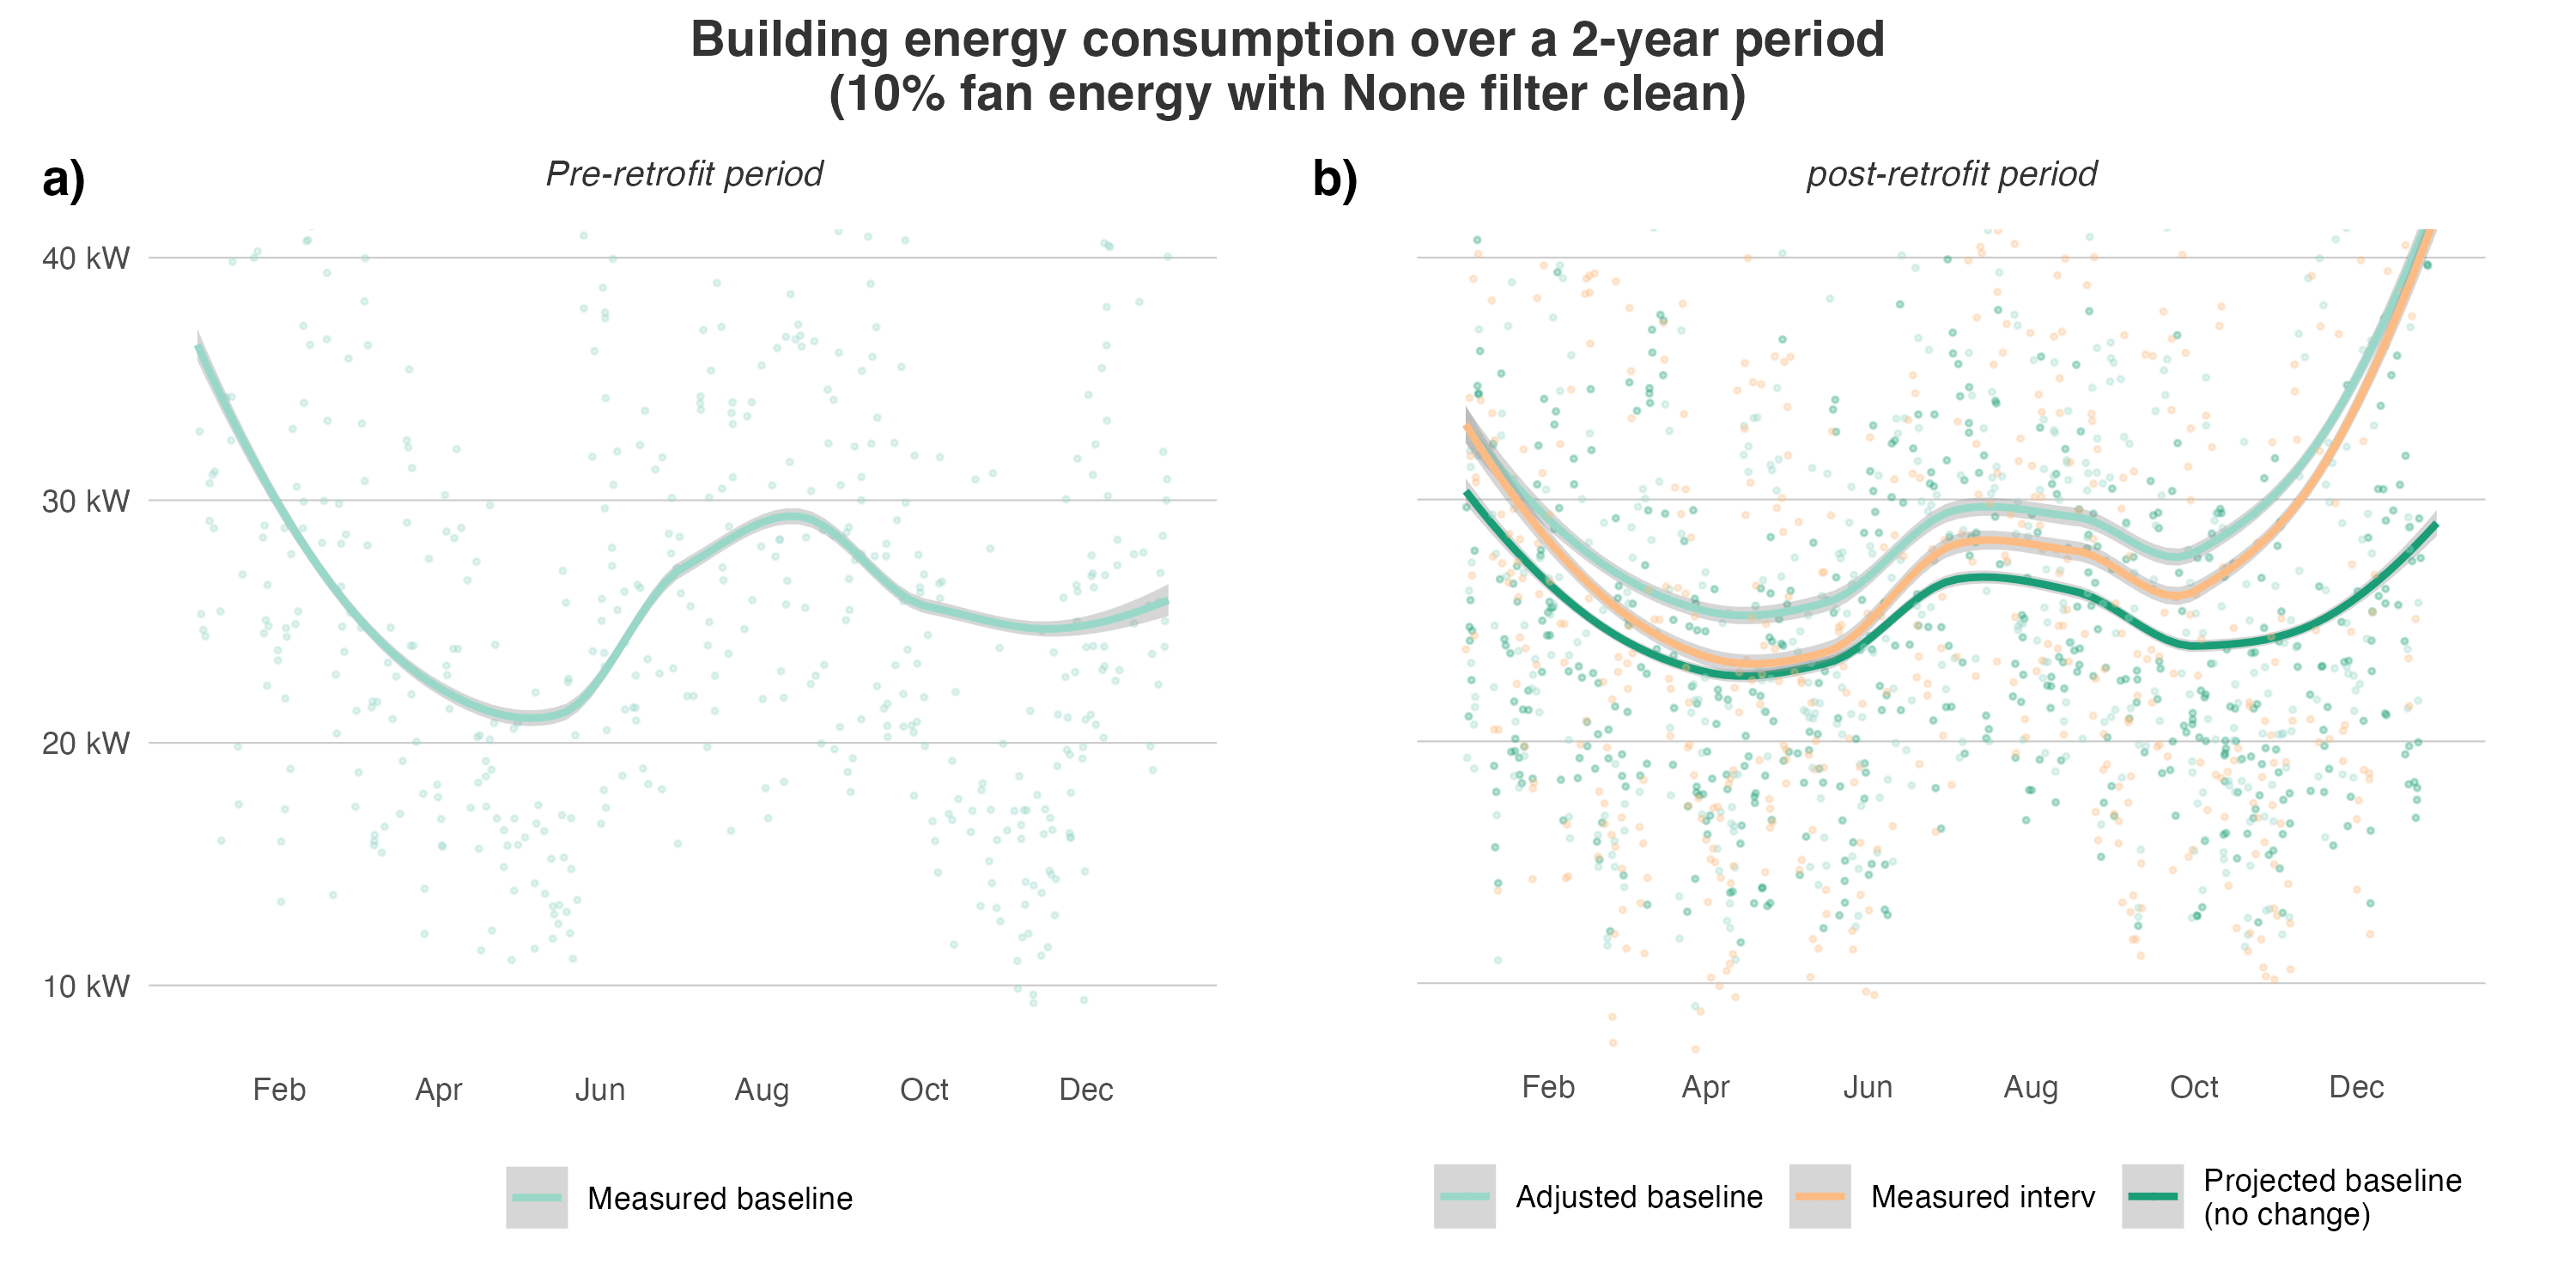 Building energy consumption over a 2-year period
(10% fan energy with None filter clean)
a)
Pre-retrofit period
40 kW
30 kW
20 kW
10 kW
Feb Apr Jun Aug Oct Dec
Measured baseline
b)
post-retrofit period
Feb Apr Jun Aug Oct Dec
Adjusted baseline
Measured interv
Projected baseline
(no change)